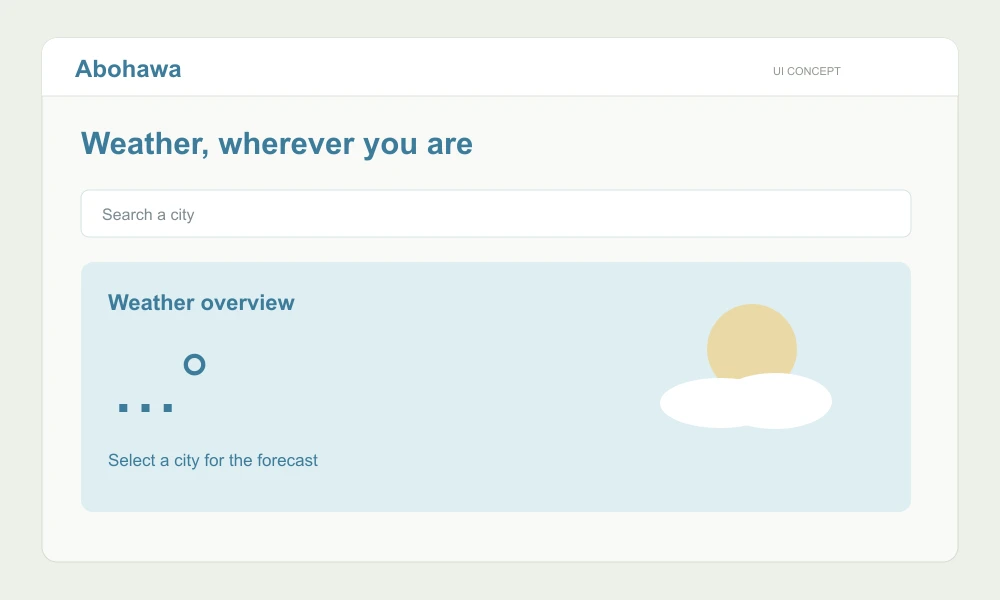 Abohawa
UI CONCEPT
Weather, wherever you are
Search a city
Weather overview
...°
Select a city for the forecast